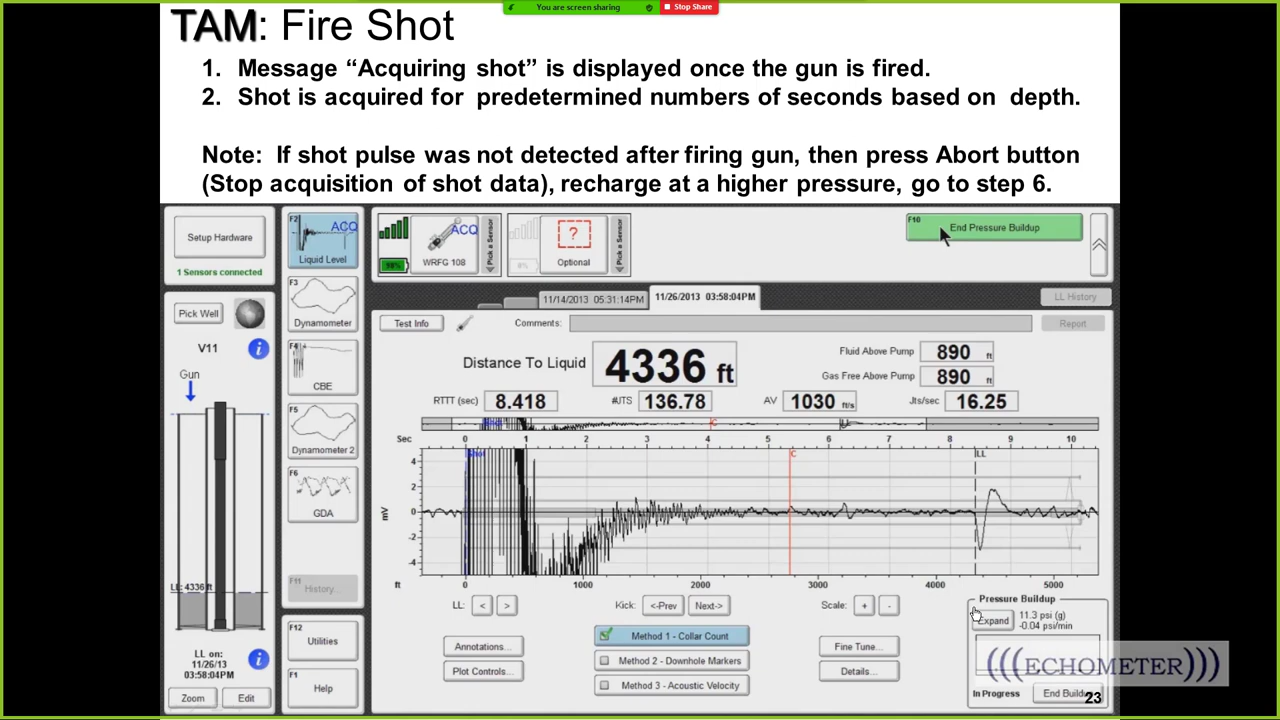 You are screen sharing
Stop Share
TAM: Fire Shot
1. Message “Acquiring shot” is displayed once the gun is fired.
2. Shot is acquired for predetermined numbers of seconds based on depth.
Note: If shot pulse was not detected after firing gun, then press Abort button
(Stop acquisition of shot data), recharge at a higher pressure, go to step 6.
Setup Hardware
1 Sensors connected
F2
ACQ
Liquid Level
98%
ACQ
WRFG 108
Pick a Sensor
?
Optional
Pick a Sensor
F10
End Pressure Buildup
11/14/2013 05:31:14PM
11/26/2013 03:58:04PM
LL History
Pick Well
V11
Gun
F3
Dynamometer
F4
CBE
F5
Dynamometer 2
F6
GDA
F11
History...
F12
Utilities
F1
Help
LL: 4336 ft
LL on:
11/26/13
03:58:04PM
Zoom
Edit
Test Info
Comments:
Report
Distance To Liquid
4336 ft
Fluid Above Pump 890 ft
Gas Free Above Pump 890 ft
RTTT (sec) 8.418
#JTS 136.78
AV 1030 ft/s
Jts/sec 16.25
Sec 0 1 2 3 4 5 6 7 8 9 10
Shot
C
LL
4
2
0
-2
-4
mV
ft 0 1000 2000 3000 4000 5000
LL: < >
Kick: <-Prev Next->
Scale: + -
Annotations...
Plot Controls...
Method 1 - Collar Count
Method 2 - Downhole Markers
Method 3 - Acoustic Velocity
Fine Tune...
Details...
Pressure Buildup
Expand
11.3 psi (g)
-0.04 psi/min
(((ECHOMETER)))
In Progress
23